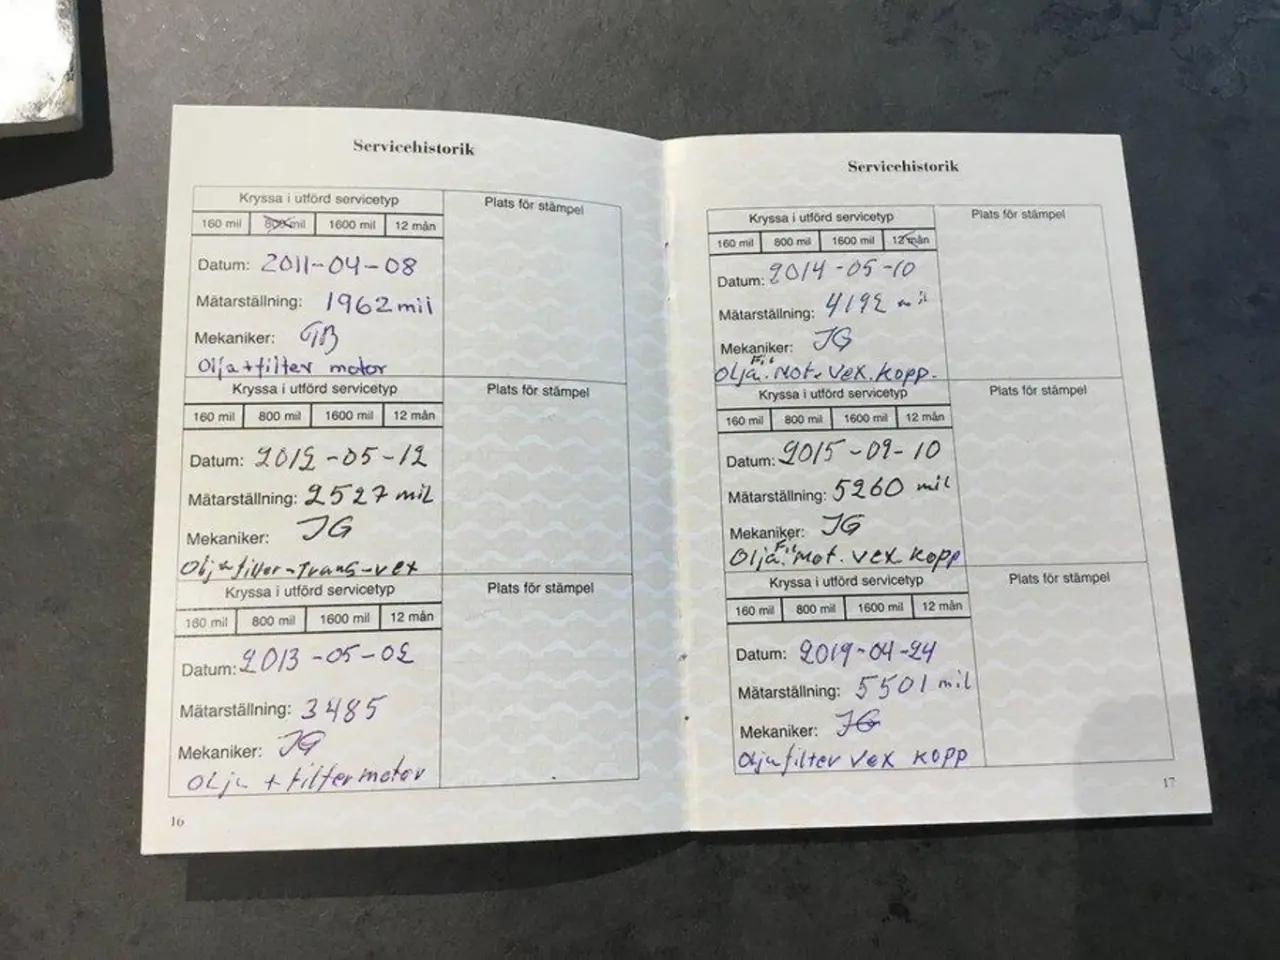 Servicehistorik
Kryssa i utförd servicetyp
Plats för stämpel
160 mil 800 mil 1600 mil 12 mån
Datum: 2011-04-08
Mätarställning: 1962 mil
Mekaniker: TB
Olja + filter motor
Kryssa i utförd servicetyp
Plats för stämpel
160 mil 800 mil 1600 mil 12 mån
Datum: 2012-05-12
Mätarställning: 2527 mil
Mekaniker: JG
Olja filter-Trans-vex
Kryssa i utförd servicetyp
Plats för stämpel
160 mil 800 mil 1600 mil 12 mån
Datum: 2013-05-02
Mätarställning: 3485
Mekaniker: JG
Olja + filter motor
16
Servicehistorik
Kryssa i utförd servicetyp
Plats för stämpel
160 mil 800 mil 1600 mil 12 mån
Datum: 2014-05-10
Mätarställning: 4192 mil
Mekaniker: JG
Fil
Olja. Mot. Vex. Kopp.
Kryssa i utförd servicetyp
Plats för stämpel
160 mil 800 mil 1600 mil 12 mån
Datum: 2015-09-10
Mätarställning: 5260 mil
Mekaniker: JG
Fil
Olja. Mot. Vex Kopp
Kryssa i utförd servicetyp
Plats för stämpel
160 mil 800 mil 1600 mil 12 mån
Datum: 2019-04-24
Mätarställning: 5501 mil
Mekaniker: JG
Olja filter Vex Kopp
17